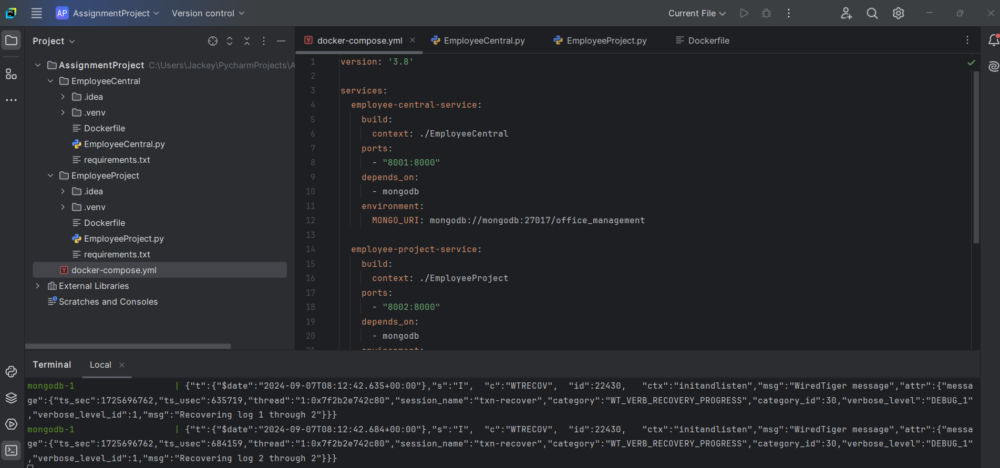 AP AssignmentProject Version control Current File
Project
docker-compose.yml EmployeeCentral.py EmployeeProject.py Dockerfile
AssignmentProject C:\Users\Jackey\PycharmProjects\A
EmployeeCentral
.idea
.venv
Dockerfile
EmployeeCentral.py
requirements.txt
EmployeeProject
.idea
.venv
Dockerfile
EmployeeProject.py
requirements.txt
docker-compose.yml
External Libraries
Scratches and Consoles
1 version: '3.8'
2
3 services:
4 employee-central-service:
5 build:
6 context: ./EmployeeCentral
7 ports:
8 - "8001:8000"
9 depends_on:
10 - mongodb
11 environment:
12 MONGO_URI: mongodb://mongodb:27017/office_management
13
14 employee-project-service:
15 build:
16 context: ./EmployeeProject
17 ports:
18 - "8002:8000"
19 depends_on:
20 - mongodb
21 environment:
Terminal Local
mongodb-1 | {"t":{"$date":"2024-09-07T08:12:42.635+00:00"},"s":"I", "c":"WTRECOV", "id":22430, "ctx":"initandlisten","msg":"WiredTiger message","attr":{"messa
ge":{"ts_sec":1725696762,"ts_usec":635719,"thread":"1:0x7f2b2e742c80","session_name":"txn-recover","category":"WT_VERB_RECOVERY_PROGRESS","category_id":30,"verbose_level":"DEBUG_1"
,"verbose_level_id":1,"msg":"Recovering log 1 through 2"}}}
mongodb-1 | {"t":{"$date":"2024-09-07T08:12:42.684+00:00"},"s":"I", "c":"WTRECOV", "id":22430, "ctx":"initandlisten","msg":"WiredTiger message","attr":{"messa
ge":{"ts_sec":1725696762,"ts_usec":684159,"thread":"1:0x7f2b2e742c80","session_name":"txn-recover","category":"WT_VERB_RECOVERY_PROGRESS","category_id":30,"verbose_level":"DEBUG_1"
,"verbose_level_id":1,"msg":"Recovering log 2 through 2"}}}